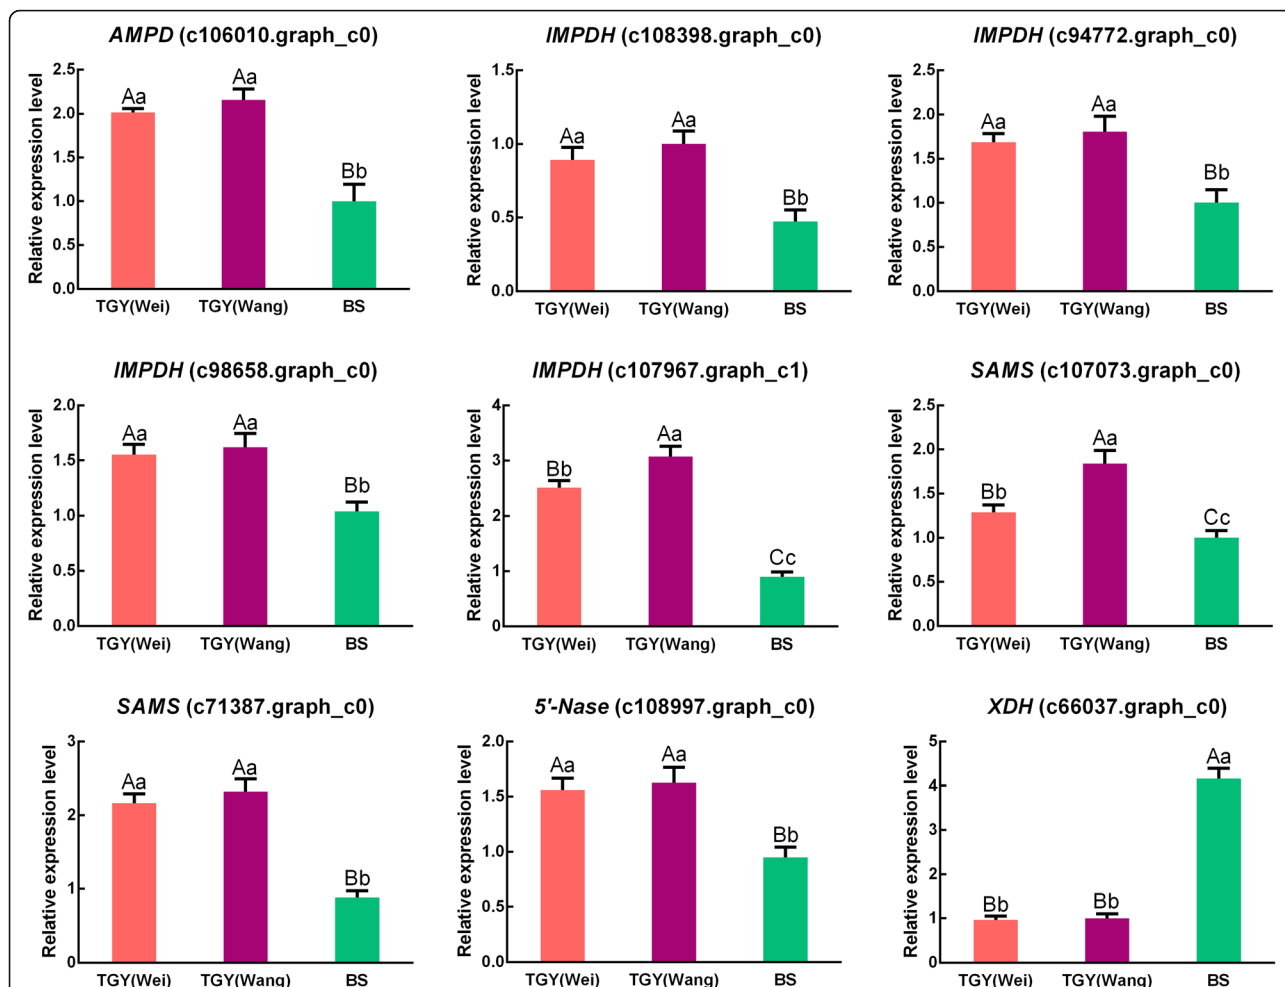 AMPD (c106010.graph_c0)
Relative expression level
2.5
2.0
1.5
1.0
0.5
0.0
Aa
Aa
Bb
TGY(Wei) TGY(Wang) BS
IMPDH (c108398.graph_c0)
Relative expression level
1.5
1.0
0.5
0.0
Aa
Aa
Bb
TGY(Wei) TGY(Wang) BS
IMPDH (c94772.graph_c0)
Relative expression level
2.5
2.0
1.5
1.0
0.5
0.0
Aa
Aa
Bb
TGY(Wei) TGY(Wang) BS
IMPDH (c98658.graph_c0)
Relative expression level
2.0
1.5
1.0
0.5
0.0
Aa
Aa
Bb
TGY(Wei) TGY(Wang) BS
IMPDH (c107967.graph_c1)
Relative expression level
4
3
2
1
0
Bb
Aa
Cc
TGY(Wei) TGY(Wang) BS
SAMS (c107073.graph_c0)
Relative expression level
2.5
2.0
1.5
1.0
0.5
0.0
Bb
Aa
Cc
TGY(Wei) TGY(Wang) BS
SAMS (c71387.graph_c0)
Relative expression level
3
2
1
0
Aa
Aa
Bb
TGY(Wei) TGY(Wang) BS
5'-Nase (c108997.graph_c0)
Relative expression level
2.0
1.5
1.0
0.5
0.0
Aa
Aa
Bb
TGY(Wei) TGY(Wang) BS
XDH (c66037.graph_c0)
Relative expression level
5
4
3
2
1
0
Bb
Bb
Aa
TGY(Wei) TGY(Wang) BS